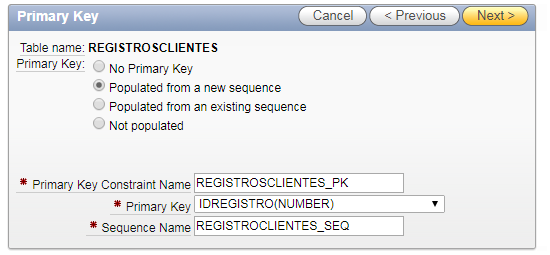 Primary Key
Cancel
< Previous
Next >
Table name: REGISTROSCLIENTES
Primary Key:
No Primary Key
Populated from a new sequence
Populated from an existing sequence
Not populated
* Primary Key Constraint Name REGISTROSCLIENTES_PK
* Primary Key IDREGISTRO(NUMBER)
* Sequence Name REGISTROCLIENTES_SEQ